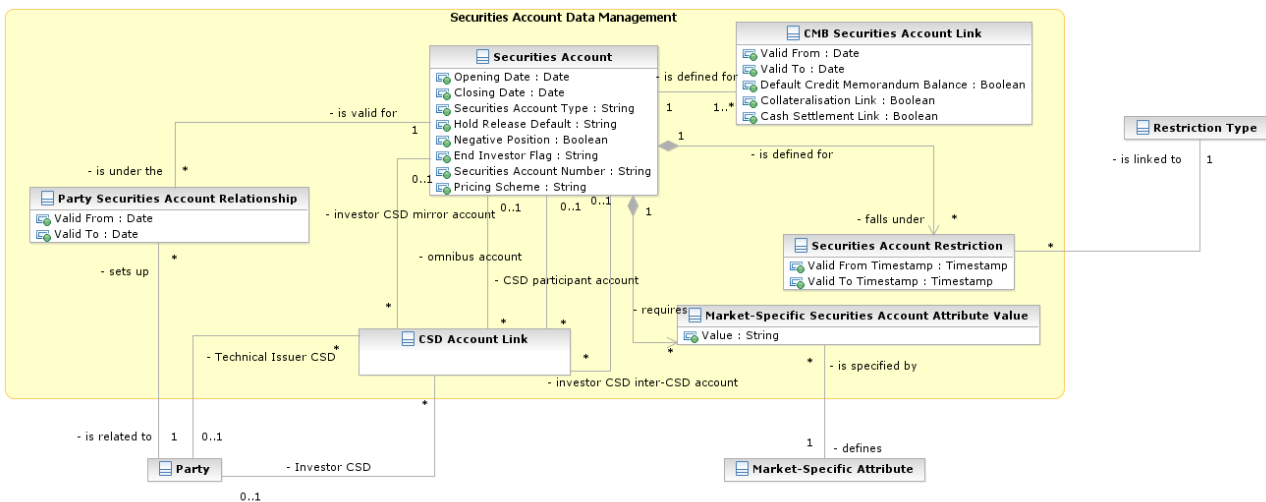 Securities Account Data Management
CMB Securities Account Link
Valid From : Date
Valid To : Date
Default Credit Memorandum Balance : Boolean
Collateralisation Link : Boolean
Cash Settlement Link : Boolean
Securities Account
Opening Date : Date
Closing Date : Date
Securities Account Type : String
Hold Release Default : String
Negative Position : Boolean
End Investor Flag : String
Securities Account Number : String
Pricing Scheme : String
- is defined for
1
1..*
- is valid for
1
1
- is defined for
Restriction Type
- is linked to
1
- is under the
*
0..1
0..1
0..1
0..1
1
Party Securities Account Relationship
Valid From : Date
Valid To : Date
- investor CSD mirror account
- falls under
*
Securities Account Restriction
Valid From Timestamp : Timestamp
Valid To Timestamp : Timestamp
*
- sets up
*
- omnibus account
- CSD participant account
*
*
*
- requires
*
Market-Specific Securities Account Attribute Value
Value : String
CSD Account Link
- Technical Issuer CSD
*
*
- investor CSD inter-CSD account
*
- is specified by
*
- is related to
1
0..1
1
- defines
Party
- Investor CSD
0..1
Market-Specific Attribute